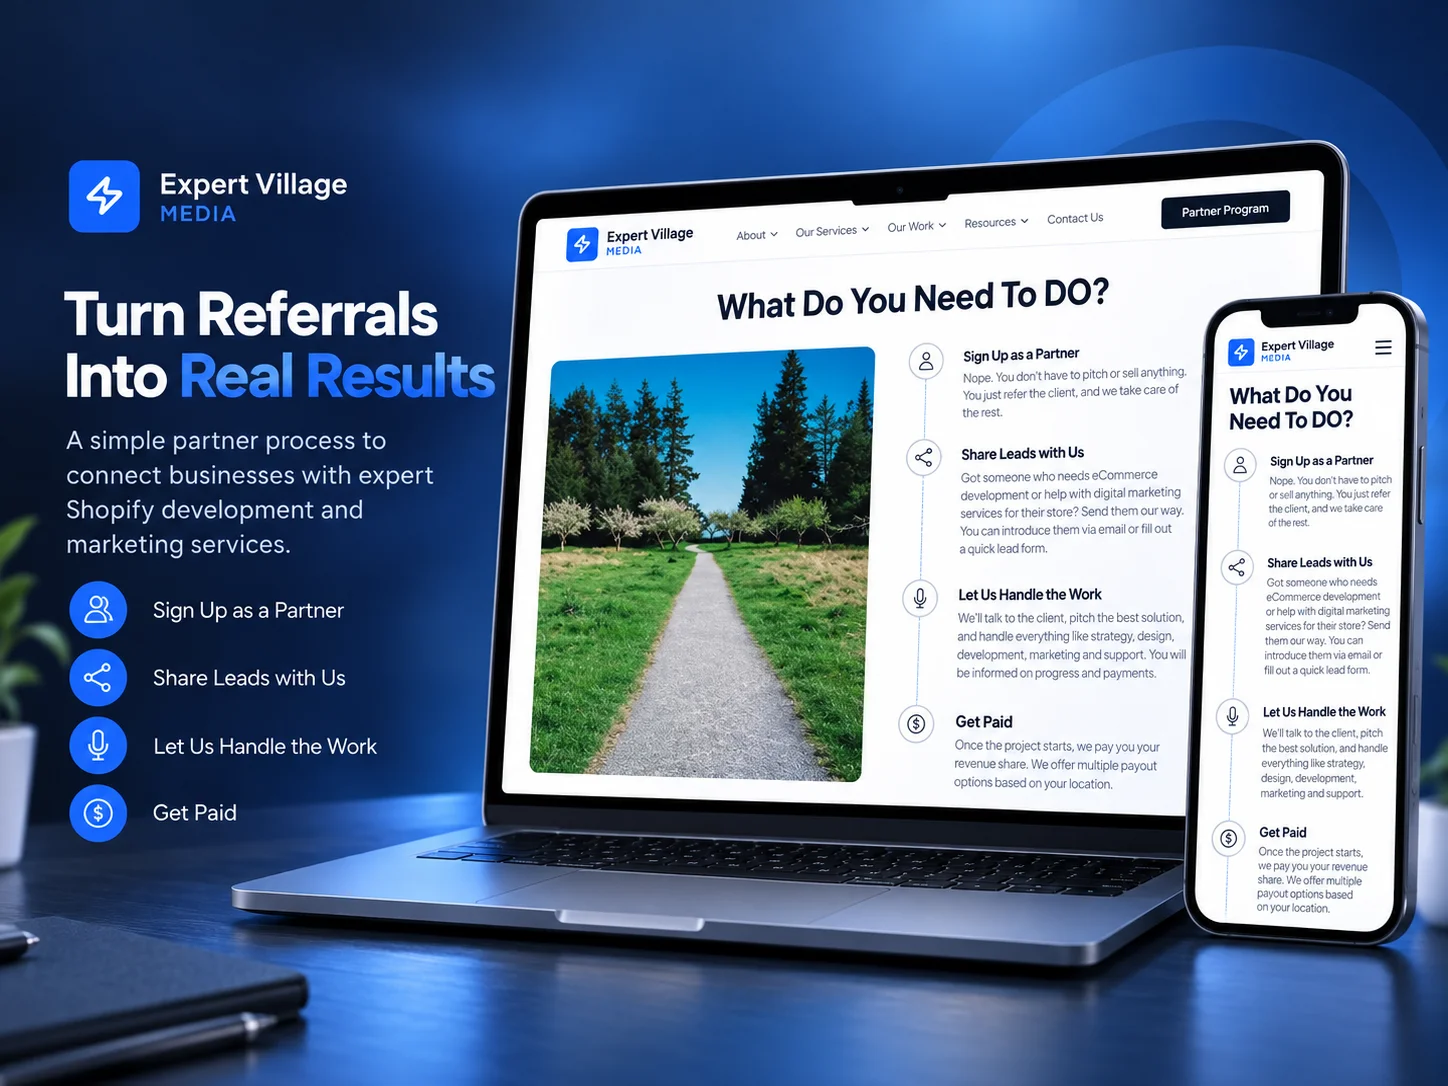 Expert Village
MEDIA
Turn Referrals
Into Real Results
A simple partner process to
connect businesses with expert
Shopify development and
marketing services.
Sign Up as a Partner
Share Leads with Us
Let Us Handle the Work
$
Get Paid
Expert Village
MEDIA
About
Our Services
Our Work
Resources
Contact Us
Partner Program
What Do You Need To DO?
Sign Up as a Partner
Nope. You don't have to pitch or sell anything.
You just refer the client, and we take care of
the rest.
Share Leads with Us
Got someone who needs eCommerce
development or help with digital marketing
services for their store? Send them our way.
You can introduce them via email or fill out
a quick lead form.
Let Us Handle the Work
We'll talk to the client, pitch the best solution,
and handle everything like strategy, design,
development, marketing and support. You will
be informed on progress and payments.
$
Get Paid
Once the project starts, we pay you your
revenue share. We offer multiple payout
options based on your location.
Expert Village
MEDIA
What Do You
Need To DO?
Sign Up as a Partner
Nope. You don't have to pitch
or sell anything. You just refer
the client, and we take care
of the rest.
Share Leads with Us
Got someone who needs
eCommerce development
or help with digital marketing
services for their store? Send
them our way. You can
introduce them via email or
fill out a quick lead form.
Let Us Handle the Work
We'll talk to the client, pitch
the best solution, and handle
everything like strategy,
design, development,
marketing and support.
$
Get Paid
Once the project starts,
we pay you your revenue
share. We offer multiple
payout options based
on your location.